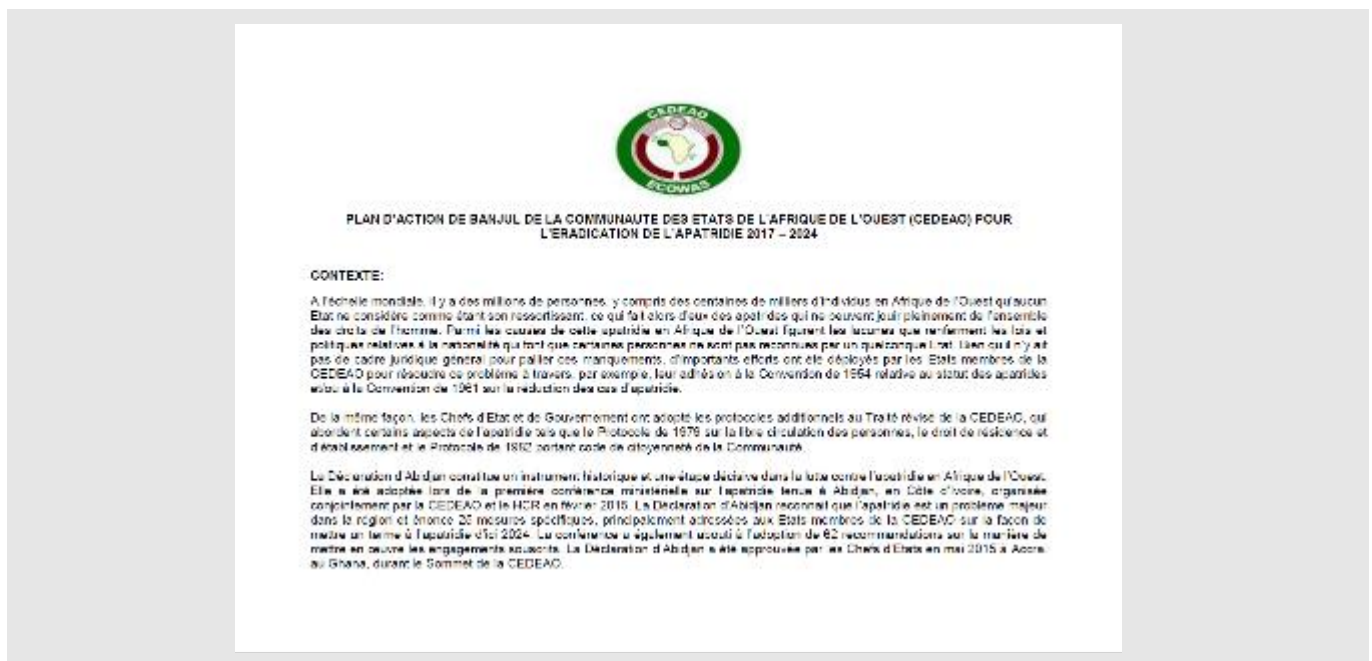 CEDEAO
ECOWAS
PLAN D'ACTION DE BANJUL DE LA COMMUNAUTE DES ETATS DE L'AFRIQUE DE L'OUEST (CEDEAO) POUR
L'ERADICATION DE L'APATRIDIE 2017 – 2024
CONTEXTE:
A l'échelle mondiale, il y a des millions de personnes, y compris des centaines de milliers d'individus en Afrique de l'Ouest qu'aucun
Etat ne considère comme étant son ressortissant, ce qui fait alors d'eux des apatrides qui ne peuvent jouir pleinement de l'ensemble
des droits de l'homme. Parmi les causes de cette apatridie en Afrique de l'Ouest figurent les lacunes que renferment les lois et
politiques relatives à la nationalité qui font que certaines personnes ne sont pas reconnues par un quelconque Etat. Bien qu'il n'y ait
pas de cadre juridique général pour pallier ces manquements, d'importants efforts ont été déployés par les Etats membres de la
CEDEAO pour résoudre ce problème à travers, par exemple, leur adhésion à la Convention de 1954 relative au statut des apatrides
et/ou à la Convention de 1961 sur la réduction des cas d'apatridie.
De la même façon, les Chefs d'Etat et de Gouvernement ont adopté les protocoles additionnels au Traité révisé de la CEDEAO, qui
abordent certains aspects de l'apatridie tels que le Protocole de 1979 sur la libre circulation des personnes, le droit de résidence et
d'établissement et le Protocole de 1982 portant code de citoyenneté de la Communauté.
La Déclaration d'Abidjan constitue un instrument historique et une étape décisive dans la lutte contre l'apatridie en Afrique de l'Ouest.
Elle a été adoptée lors de la première conférence ministérielle sur l'apatridie tenue à Abidjan, en Côte d'Ivoire, organisée
conjointement par la CEDEAO et le HCR en février 2015. La Déclaration d'Abidjan reconnaît que l'apatridie est un problème majeur
dans la région et énonce 25 mesures spécifiques, principalement adressées aux Etats membres de la CEDEAO sur la façon de
mettre un terme à l'apatridie d'ici 2024. La conférence a également abouti à l'adoption de 62 recommandations sur la manière de
mettre en œuvre les engagements souscrits. La Déclaration d'Abidjan a été approuvée par les Chefs d'Etats en mai 2015 à Accra,
au Ghana, durant le Sommet de la CEDEAO.